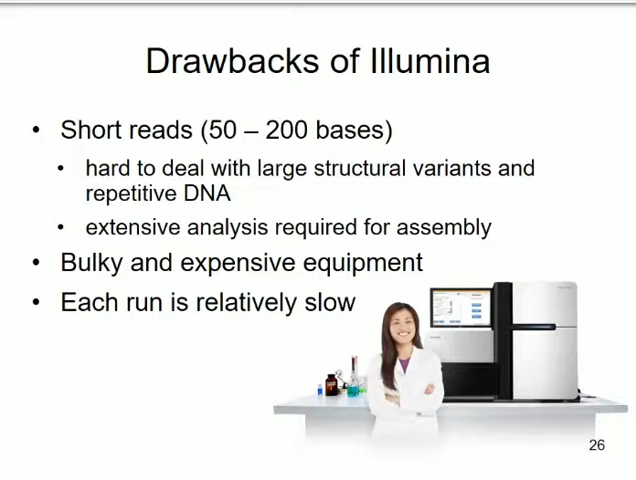 Drawbacks of Illumina
• Short reads (50 – 200 bases)
• hard to deal with large structural variants and
repetitive DNA
• extensive analysis required for assembly
• Bulky and expensive equipment
• Each run is relatively slow
26